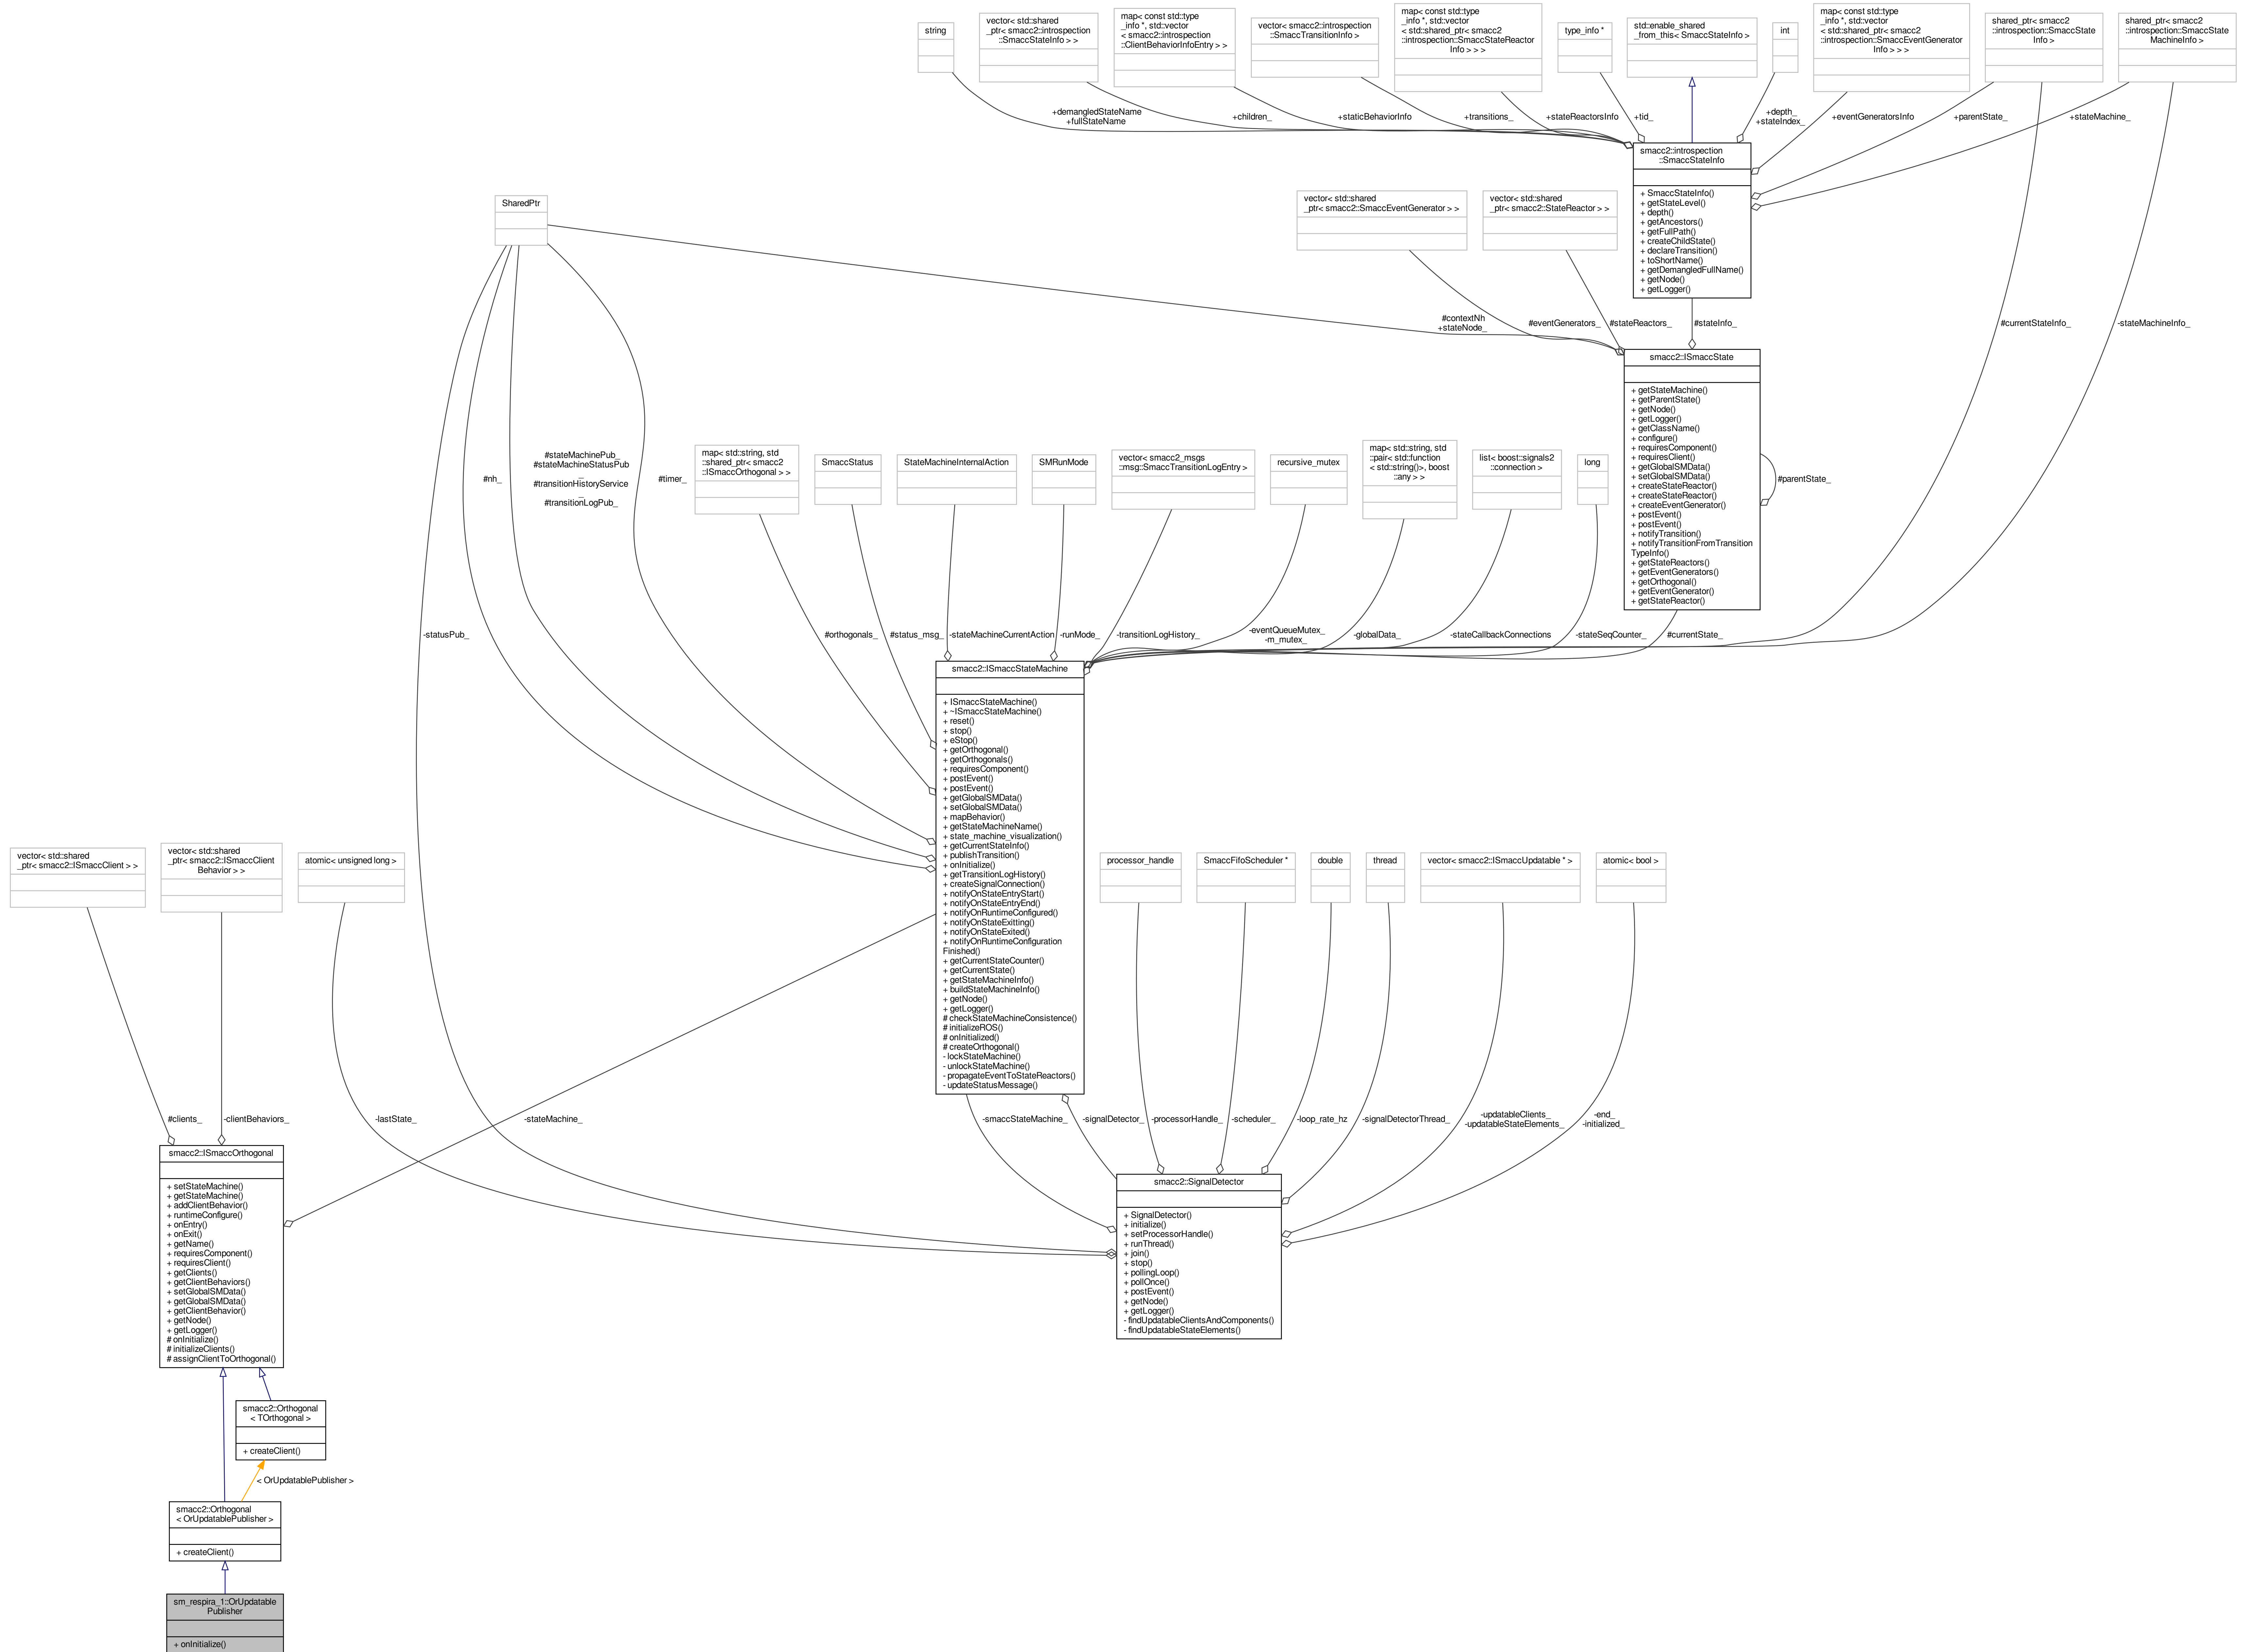 string
vector< std::shared
_ptr< smacc2::introspection
::SmaccStateInfo > >
map< const std::type
_info *, std::vector
< smacc2::introspection
::ClientBehaviorInfoEntry > >
vector< smacc2::introspection
::SmaccTransitionInfo >
map< const std::type
_info *, std::vector
< std::shared_ptr< smacc2
::introspection::SmaccStateReactor
Info > > >
type_info *
std::enable_shared
_from_this< SmaccStateInfo >
int
map< const std::type
_info *, std::vector
< std::shared_ptr< smacc2
::introspection::SmaccEventGenerator
Info > > >
shared_ptr< smacc2
::introspection::SmaccState
Info >
shared_ptr< smacc2
::introspection::SmaccState
MachineInfo >
+demangledStateName
+fullStateName
+children_
+staticBehaviorInfo
+transitions_
+stateReactorsInfo
+tid_
+depth_
+stateIndex_
+eventGeneratorsInfo
+parentState_
+stateMachine_
smacc2::introspection
::SmaccStateInfo
+ SmaccStateInfo()
+ getStateLevel()
+ depth()
+ getAncestors()
+ getFullPath()
+ createChildState()
+ declareTransition()
+ toShortName()
+ getDemangledFullName()
+ getNode()
+ getLogger()
SharedPtr
vector< std::shared
_ptr< smacc2::SmaccEventGenerator > >
vector< std::shared
_ptr< smacc2::StateReactor > >
#contextNh
+stateNode_
#eventGenerators_
#stateReactors_
#stateInfo_
#currentStateInfo_
-stateMachineInfo_
smacc2::ISmaccState
+ getStateMachine()
+ getParentState()
+ getNode()
+ getLogger()
+ getClassName()
+ configure()
+ requiresComponent()
+ requiresClient()
+ getGlobalSMData()
+ setGlobalSMData()
+ createStateReactor()
+ createStateReactor()
+ createEventGenerator()
+ postEvent()
+ postEvent()
+ notifyTransition()
+ notifyTransitionFromTransition
TypeInfo()
+ getStateReactors()
+ getEventGenerators()
+ getOrthogonal()
+ getEventGenerator()
+ getStateReactor()
#parentState_
#nh_
#stateMachinePub_
#stateMachineStatusPub
_
#transitionHistoryService
_
#transitionLogPub_
#timer_
map< std::string, std
::shared_ptr< smacc2
::ISmaccOrthogonal > >
SmaccStatus
StateMachineInternalAction
SMRunMode
vector< smacc2_msgs
::msg::SmaccTransitionLogEntry >
recursive_mutex
map< std::string, std
::pair< std::function
< std::string()>, boost
::any > >
list< boost::signals2
::connection >
long
-statusPub_
#orthogonals_
#status_msg_
-stateMachineCurrentAction
-runMode_
-transitionLogHistory_
-eventQueueMutex_
-m_mutex_
-globalData_
-stateCallbackConnections
-stateSeqCounter_
#currentState_
smacc2::ISmaccStateMachine
+ ISmaccStateMachine()
+ ~ISmaccStateMachine()
+ reset()
+ stop()
+ eStop()
+ getOrthogonal()
+ getOrthogonals()
+ requiresComponent()
+ postEvent()
+ postEvent()
+ getGlobalSMData()
+ setGlobalSMData()
+ mapBehavior()
+ getStateMachineName()
+ state_machine_visualization()
+ getCurrentStateInfo()
+ publishTransition()
+ onInitialize()
+ getTransitionLogHistory()
+ createSignalConnection()
+ notifyOnStateEntryStart()
+ notifyOnStateEntryEnd()
+ notifyOnRuntimeConfigured()
+ notifyOnStateExitting()
+ notifyOnStateExited()
+ notifyOnRuntimeConfiguration
Finished()
+ getCurrentStateCounter()
+ getCurrentState()
+ getStateMachineInfo()
+ buildStateMachineInfo()
+ getNode()
+ getLogger()
# checkStateMachineConsistence()
# initializeROS()
# onInitialized()
# createOrthogonal()
- lockStateMachine()
- unlockStateMachine()
- propagateEventToStateReactors()
- updateStatusMessage()
vector< std::shared
_ptr< smacc2::ISmaccClient > >
vector< std::shared
_ptr< smacc2::ISmaccClient
Behavior > >
atomic< unsigned long >
processor_handle
SmaccFifoScheduler *
double
thread
vector< smacc2::ISmaccUpdatable * >
atomic< bool >
#clients_
-clientBehaviors_
-lastState_
-stateMachine_
-smaccStateMachine_
-signalDetector_
-processorHandle_
-scheduler_
-loop_rate_hz
-signalDetectorThread_
-updatableClients_
-updatableStateElements_
-end_
-initialized_
smacc2::ISmaccOrthogonal
+ setStateMachine()
+ getStateMachine()
+ addClientBehavior()
+ runtimeConfigure()
+ onEntry()
+ onExit()
+ getName()
+ requiresComponent()
+ requiresClient()
+ getClients()
+ getClientBehaviors()
+ setGlobalSMData()
+ getGlobalSMData()
+ getClientBehavior()
+ getNode()
+ getLogger()
# onInitialize()
# initializeClients()
# assignClientToOrthogonal()
smacc2::SignalDetector
+ SignalDetector()
+ initialize()
+ setProcessorHandle()
+ runThread()
+ join()
+ stop()
+ pollingLoop()
+ pollOnce()
+ postEvent()
+ getNode()
+ getLogger()
- findUpdatableClientsAndComponents()
- findUpdatableStateElements()
smacc2::Orthogonal
< TOrthogonal >
+ createClient()
< OrUpdatablePublisher >
smacc2::Orthogonal
< OrUpdatablePublisher >
+ createClient()
sm_respira_1::OrUpdatable
Publisher
+ onInitialize()